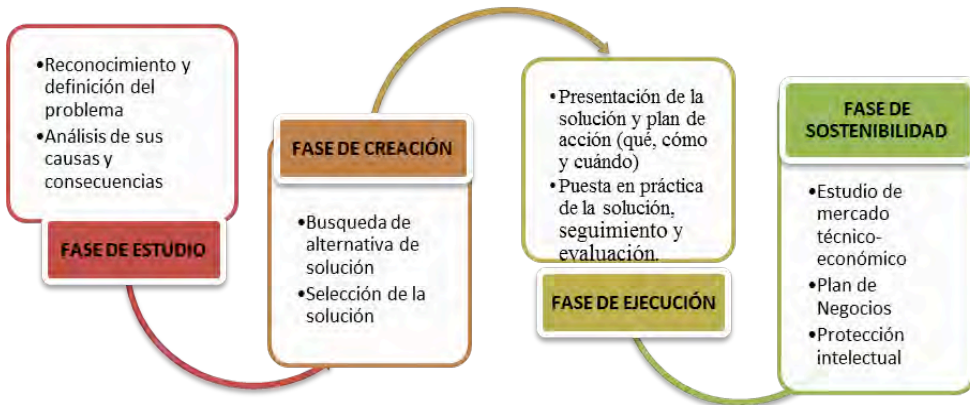 •Reconocimiento y
definición del
problema
•Análisis de sus
causas y
consecuencias
FASE DE ESTUDIO
FASE DE CREACIÓN
•Busqueda de
alternativa de
solución
•Selección de la
solución
•Presentación de la
solución y plan de
acción (qué, cómo
y cuándo)
•Puesta en práctica
de la solución,
seguimiento y
evaluación.
FASE DE EJECUCIÓN
FASE DE
SOSTENIBILIDAD
•Estudio de
mercado
técnico-
económico
•Plan de
Negocios
•Protección
intelectual